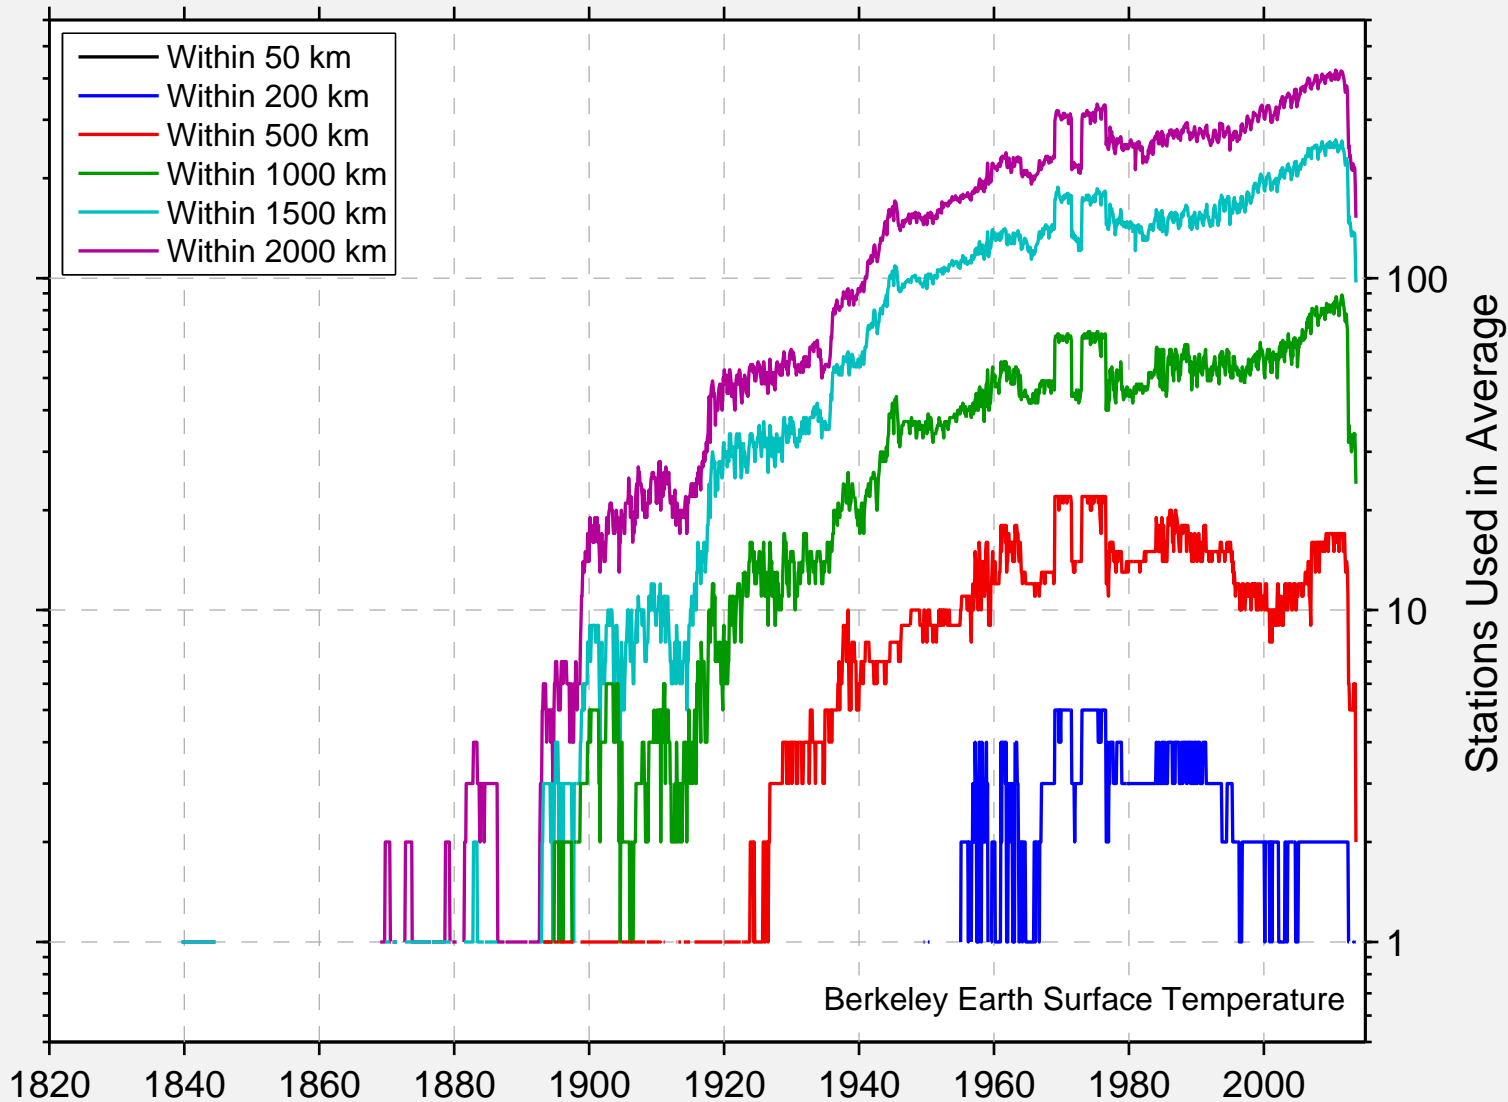 Within 50 km
Within 200 km
Within 500 km
Within 1000 km
Within 1500 km
Within 2000 km
100
10
1
Stations Used in Average
Berkeley Earth Surface Temperature
1820 1840 1860 1880 1900 1920 1940 1960 1980 2000